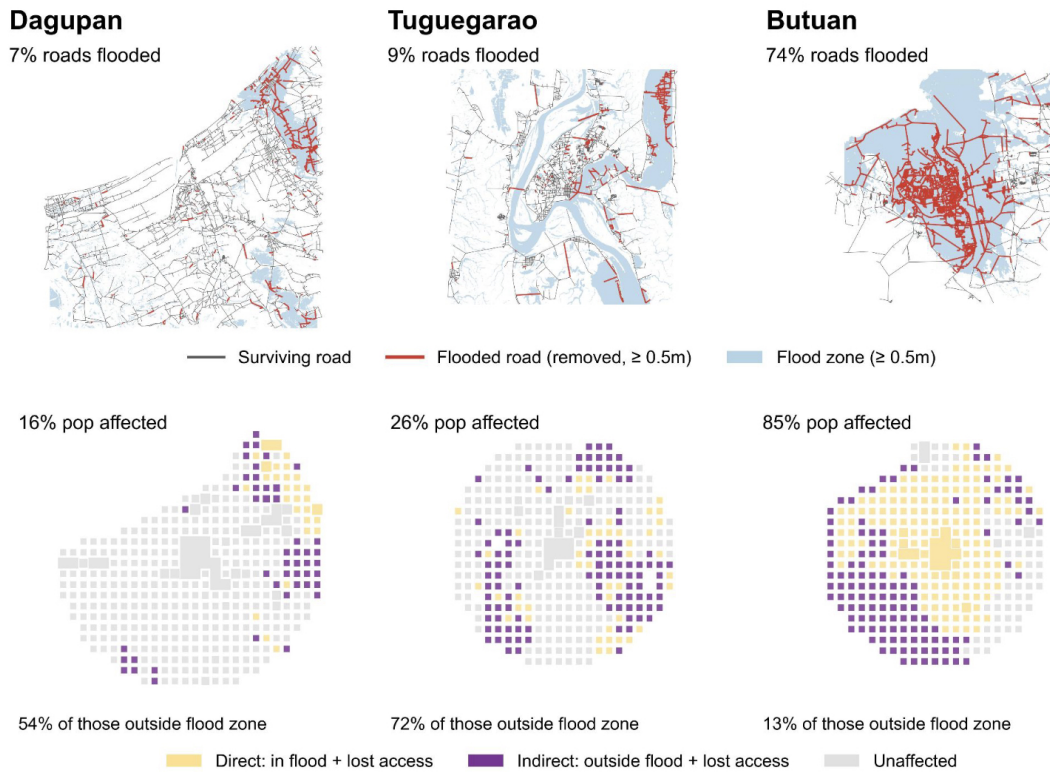 Dagupan
7% roads flooded
Tuguegarao
9% roads flooded
Butuan
74% roads flooded
Surviving road
Flooded road (removed, ≥ 0.5m)
Flood zone (≥ 0.5m)
16% pop affected
26% pop affected
85% pop affected
54% of those outside flood zone
72% of those outside flood zone
13% of those outside flood zone
Direct: in flood + lost access
Indirect: outside flood + lost access
Unaffected